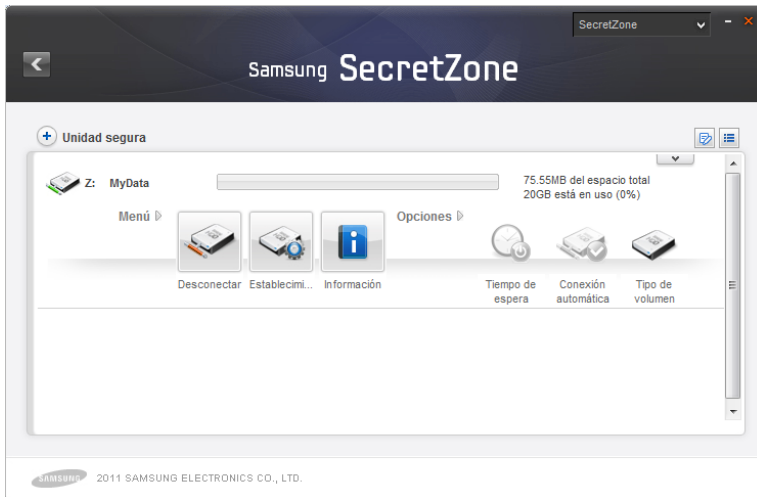 SecretZone
Samsung SecretZone
Unidad segura
Z: MyData
75.55MB del espacio total
20GB está en uso (0%)
Menú
Opciones
Desconectar
Establecimi...
Información
Tiempo de
espera
Conexión
automática
Tipo de
volumen
SAMSUNG
2011 SAMSUNG ELECTRONICS CO., LTD.